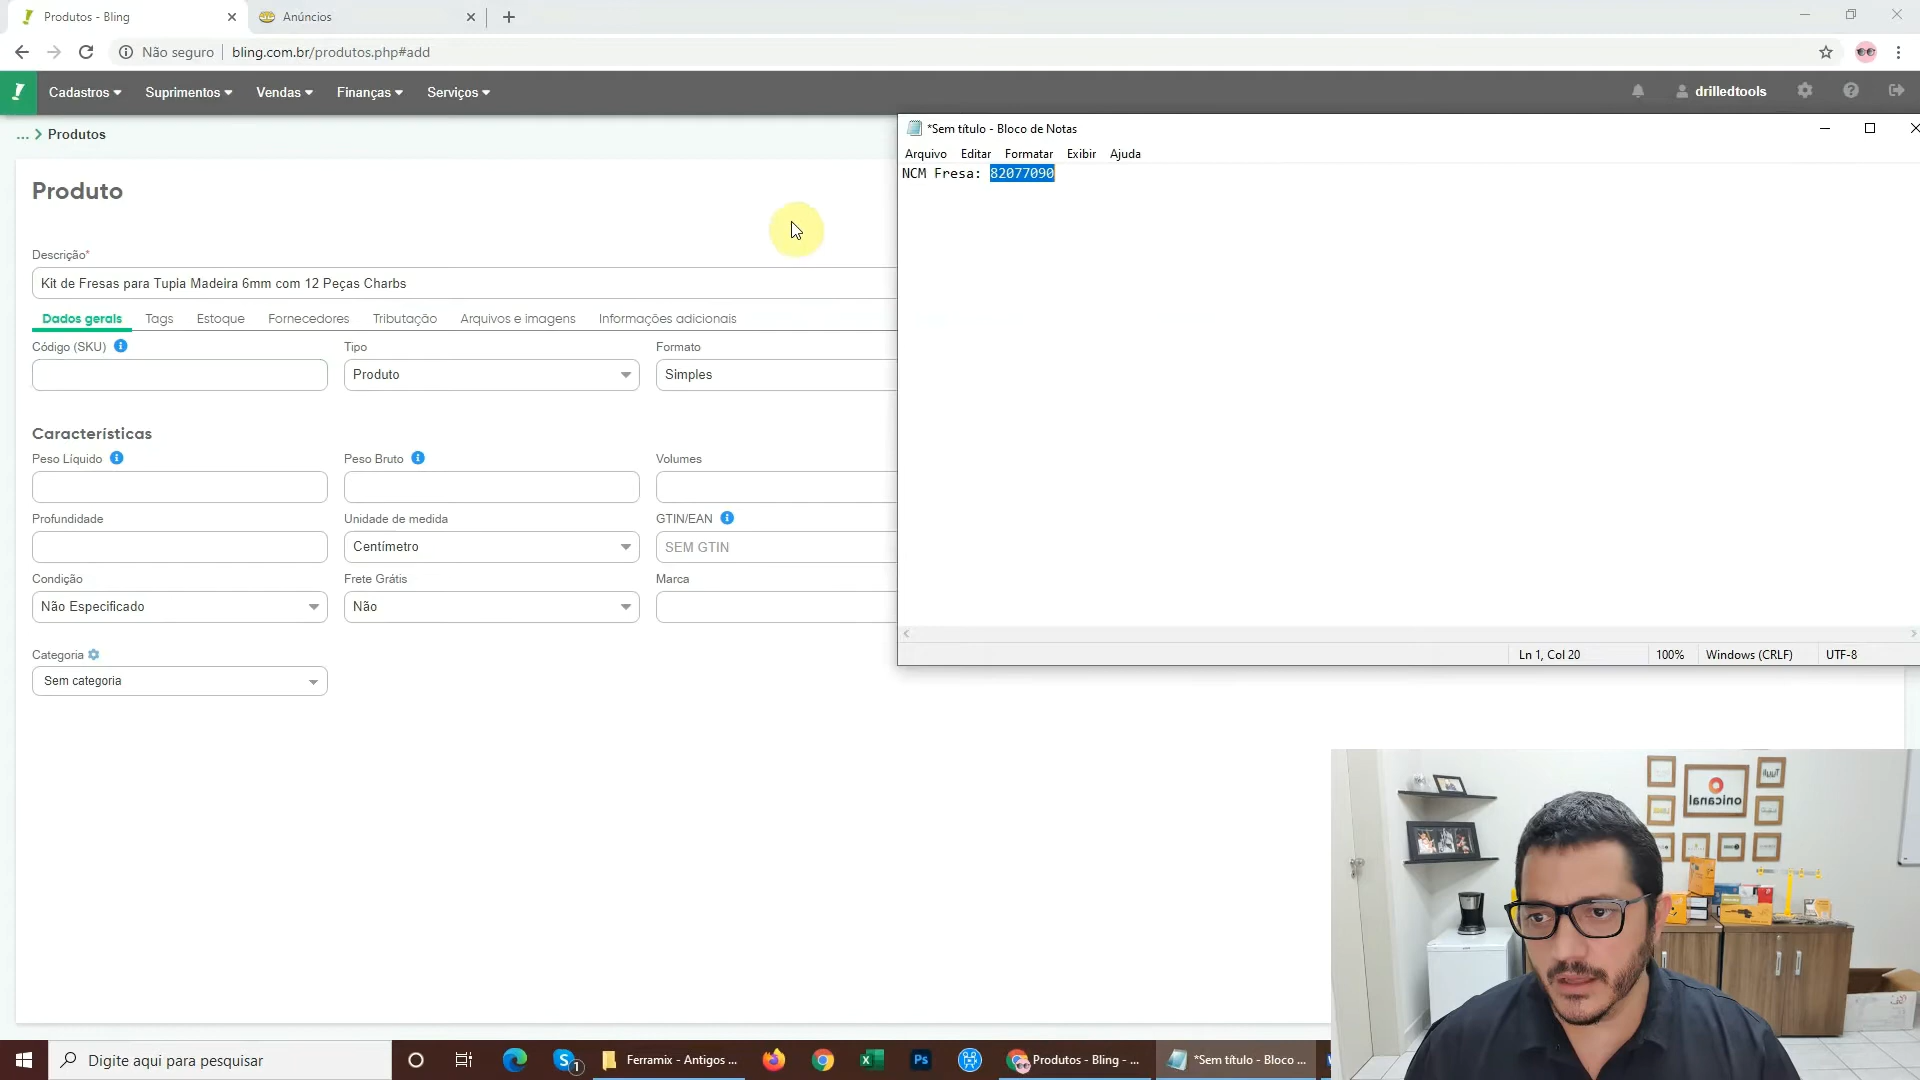 Produtos - Bling
Anúncios
Não seguro
bling.com.br/produtos.php#add
Cadastros
Suprimentos
Vendas
Finanças
Serviços
drilledtools
... > Produtos
*Sem título - Bloco de Notas
Arquivo Editar Formatar Exibir Ajuda
NCM Fresa: 82077090
Produto
Descrição*
Kit de Fresas para Tupia Madeira 6mm com 12 Peças Charbs
Dados gerais Tags Estoque Fornecedores Tributação Arquivos e imagens Informações adicionais
Código (SKU)
Tipo
Formato
Produto
Simples
Características
Peso Líquido
Peso Bruto
Volumes
Profundidade
Unidade de medida
GTIN/EAN
Centímetro
SEM GTIN
Condição
Frete Grátis
Marca
Não Especificado
Não
Categoria
Sem categoria
Ln 1, Col 20
100%
Windows (CRLF)
UTF-8
onicanal
Digite aqui para pesquisar
Ferramix - Antigos ...
Produtos - Bling - ...
*Sem título - Bloco ...